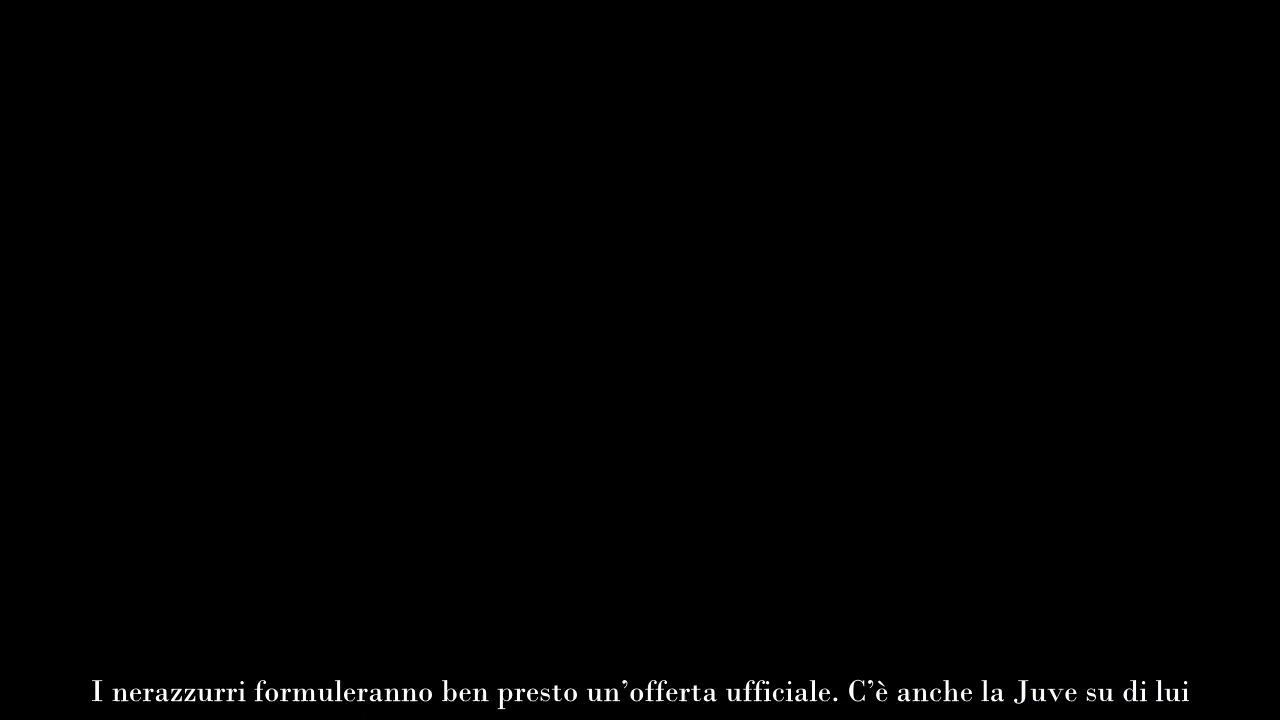 I nerazzurri formuleranno ben presto un’offerta ufficiale. C’è anche la Juve su di lui